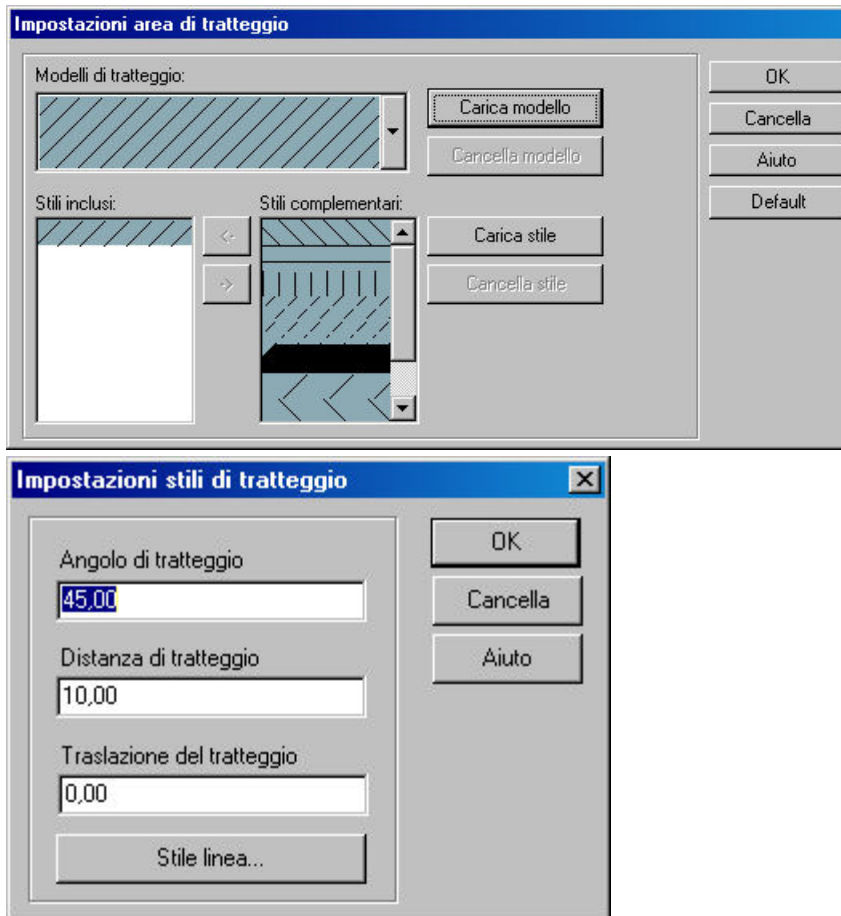 Impostazioni area di tratteggio
Modelli di tratteggio:
Carica modello
Cancella modello
OK
Cancella
Aiuto
Default
Stili inclusi:
<-
->
Stili complementari:
Carica stile
Cancella stile
Impostazioni stili di tratteggio
Angolo di tratteggio
45,00
Distanza di tratteggio
10,00
Traslazione del tratteggio
0,00
Stile linea...
OK
Cancella
Aiuto